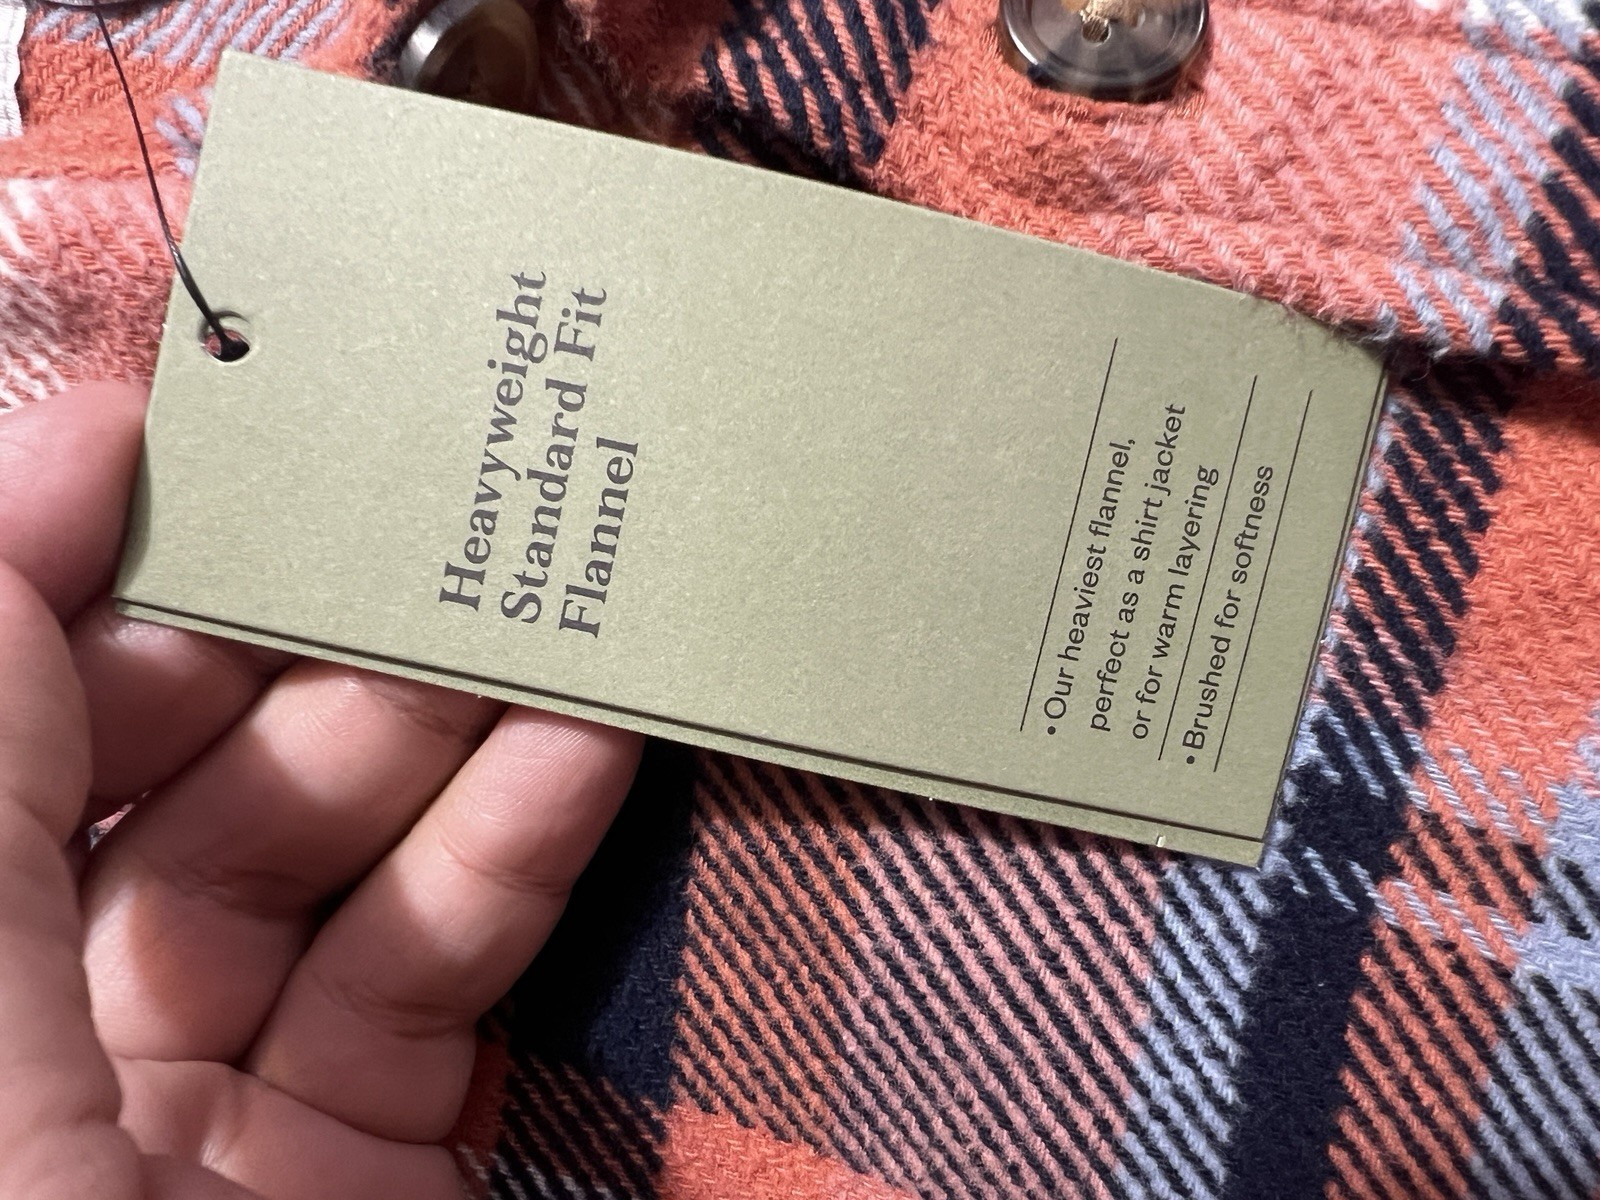 Heavyweight
Standard Fit
Flannel
• Our heaviest flannel,
perfect as a shirt jacket
or for warm layering
• Brushed for softness